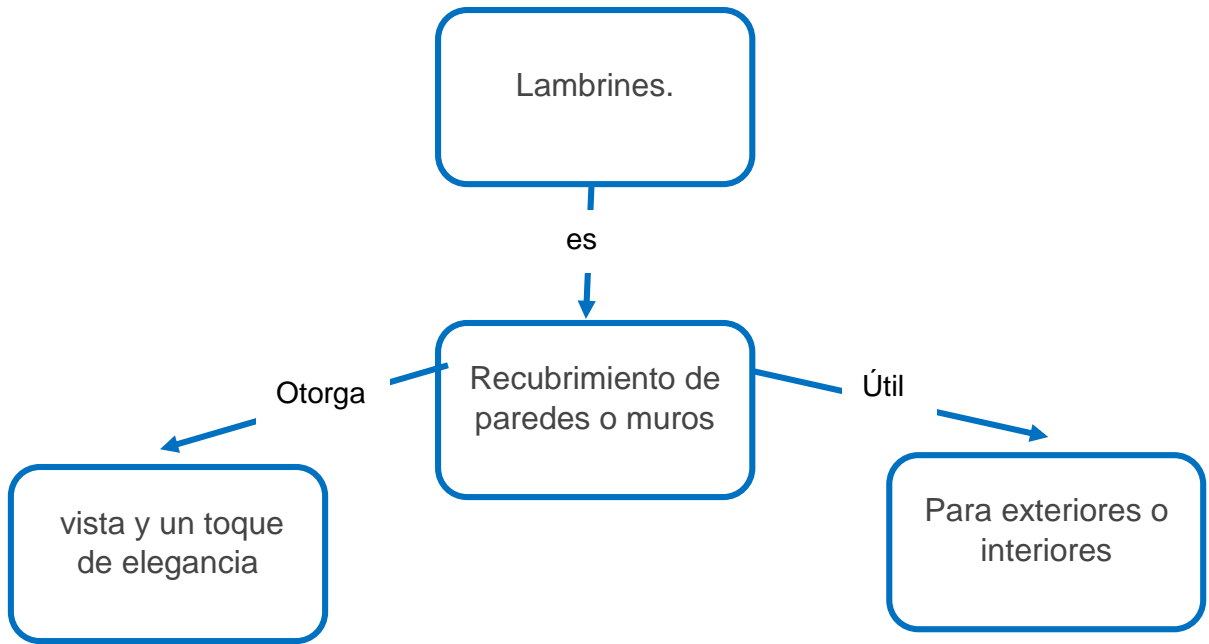 Lambrines.
es
Recubrimiento de
paredes o muros
Otorga
Útil
vista y un toque
de elegancia
Para exteriores o
interiores